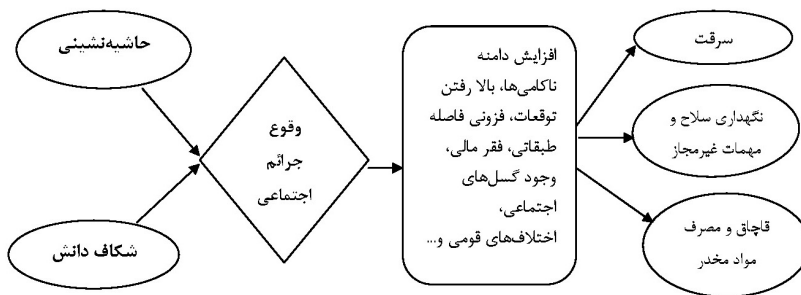 حاشیه‌نشینی
شکاف دانش
وقوع
جرائم
اجتماعی
افزایش دامنه
ناکامی‌ها، بالا رفتن
توقعات، فزونی فاصله
طبقاتی، فقر مالی،
وجود گسل‌های
اجتماعی،
اختلاف‌های قومی و...
سرقت
نگهداری سلاح و
مهمات غیرمجاز
قاچاق و مصرف
مواد مخدر